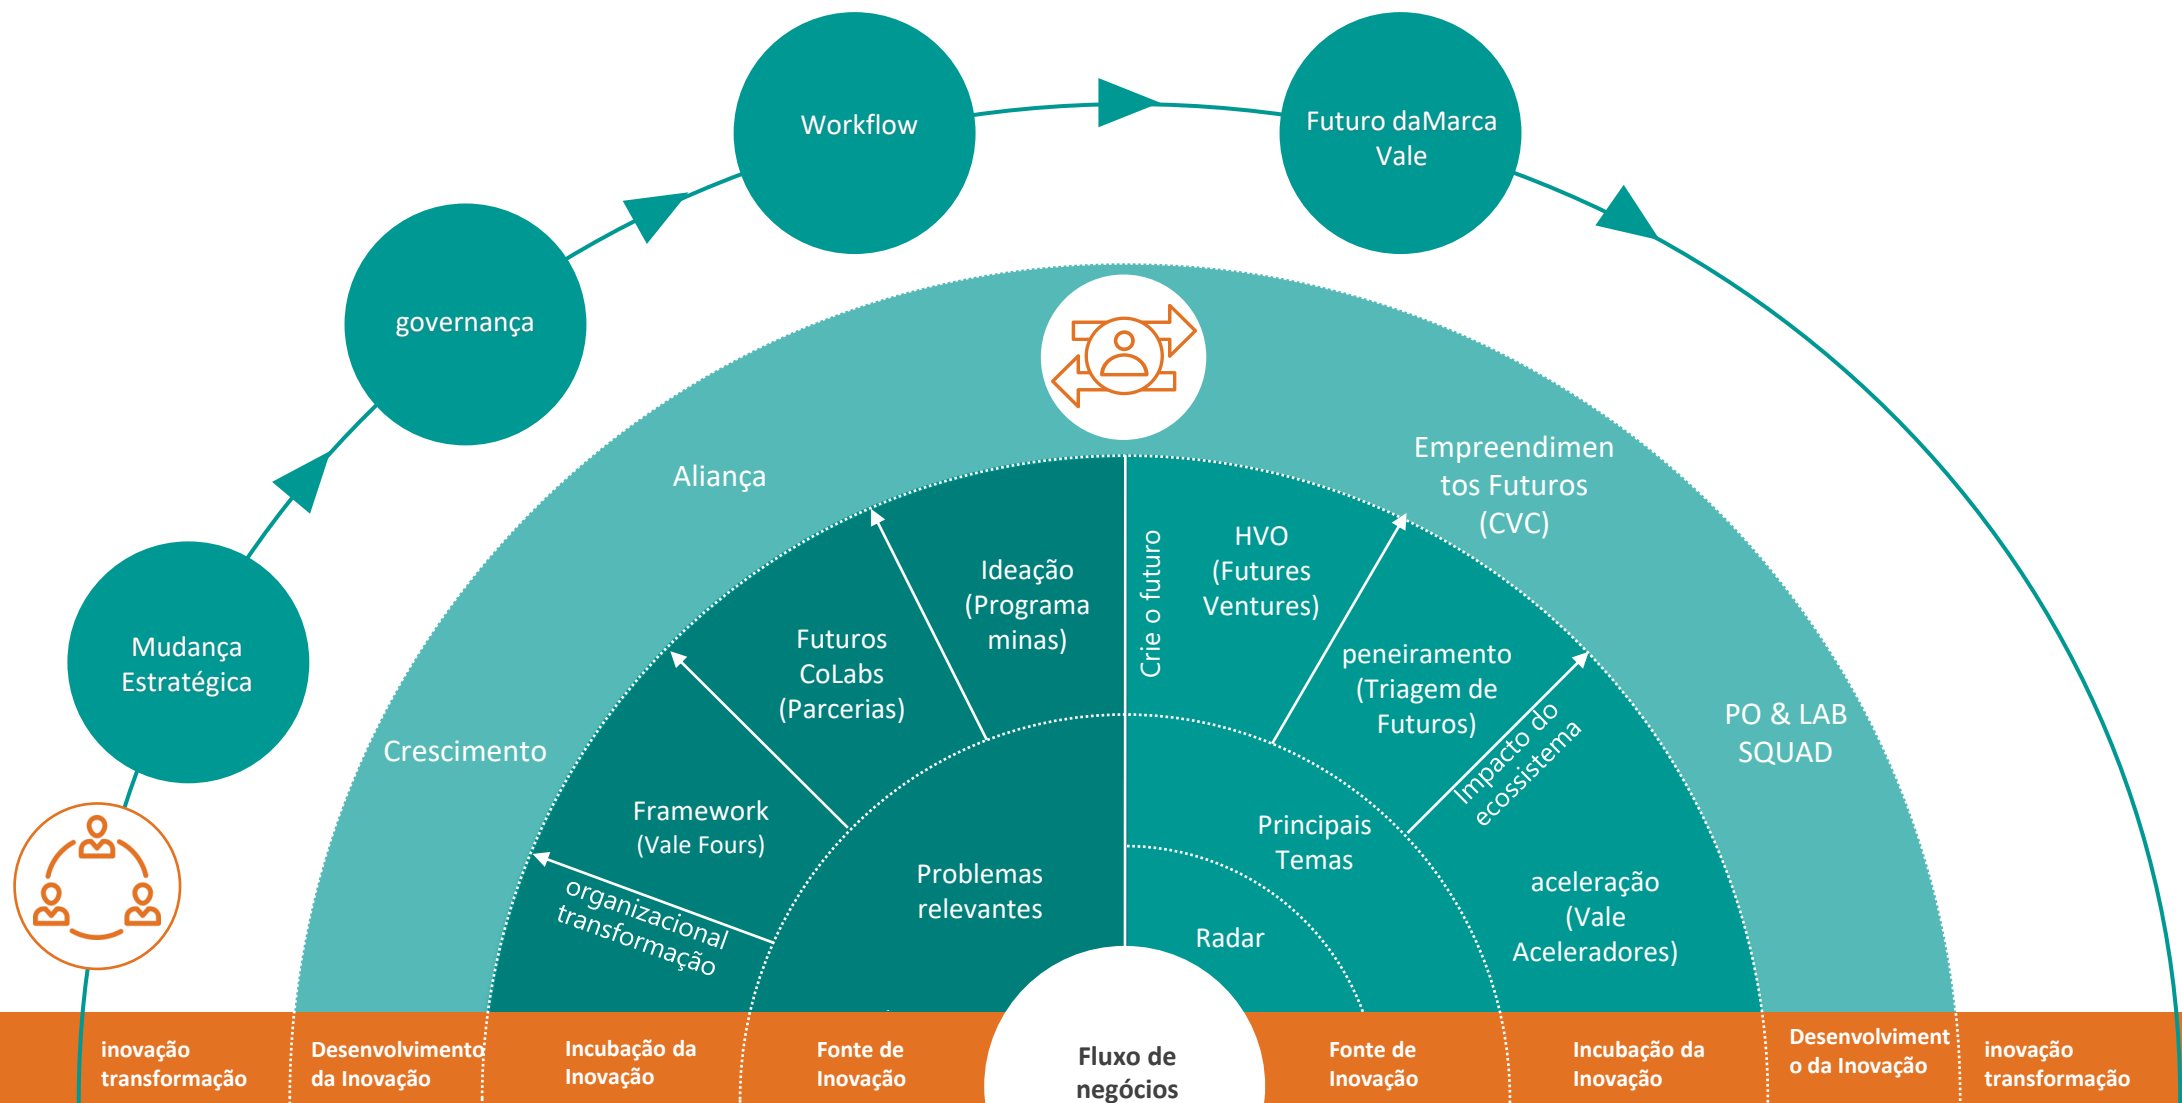 Workflow
Futuro daMarca
Vale
governança
Mudança
Estratégica
Aliança
Empreendimen
tos Futuros
(CVC)
Crescimento
PO & LAB
SQUAD
Ideação
(Programa
minas)
Crie o futuro
HVO
(Futures
Ventures)
Futuros
CoLabs
(Parcerias)
peneiramento
(Triagem de
Futuros)
Impacto do
ecossistema
Framework
(Vale Fours)
organizacional
transformação
Problemas
relevantes
Principais
Temas
Radar
aceleração
(Vale
Aceleradores)
inovação
transformação
Desenvolvimento
da Inovação
Incubação da
Inovação
Fonte de
Inovação
Fluxo de
negócios
Fonte de
Inovação
Incubação da
Inovação
Desenvolviment
o da Inovação
inovação
transformação